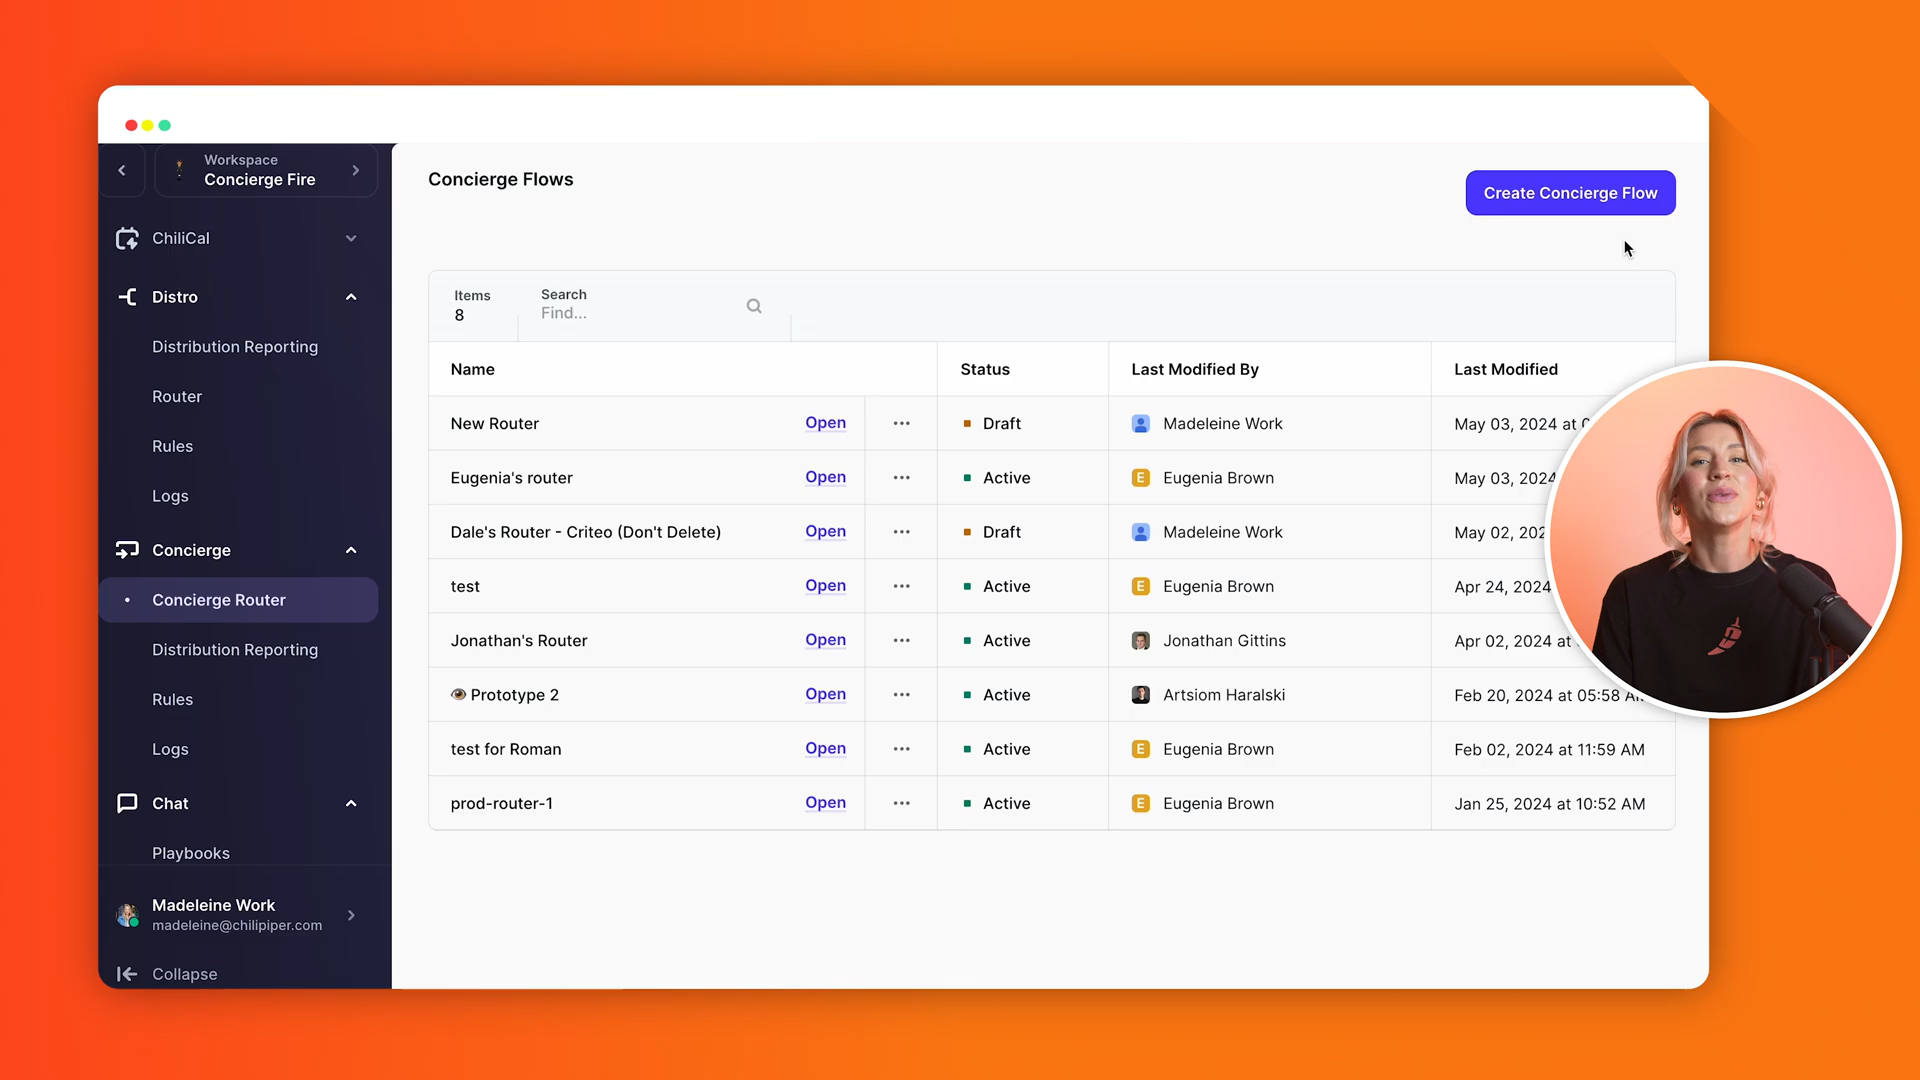 Workspace
Concierge Fire
ChiliCal
Distro
Distribution Reporting
Router
Rules
Logs
Concierge
Concierge Router
Distribution Reporting
Rules
Logs
Chat
Playbooks
Madeleine Work
madeleine@chilipiper.com
Collapse
Concierge Flows
Create Concierge Flow
Items
8
Search
Find...
Name Status Last Modified By Last Modified
New Router Open Draft Madeleine Work May 03, 2024 at
Eugenia's router Open Active Eugenia Brown May 03, 2024
Dale's Router - Criteo (Don't Delete) Open Draft Madeleine Work May 02,
test Open Active Eugenia Brown Apr 24, 2024
Jonathan's Router Open Active Jonathan Gittins Apr 02, 2024 at
Prototype 2 Open Active Artsiom Haralski Feb 20, 2024 at 05:58
test for Roman Open Active Eugenia Brown Feb 02, 2024 at 11:59 AM
prod-router-1 Open Active Eugenia Brown Jan 25, 2024 at 10:52 AM